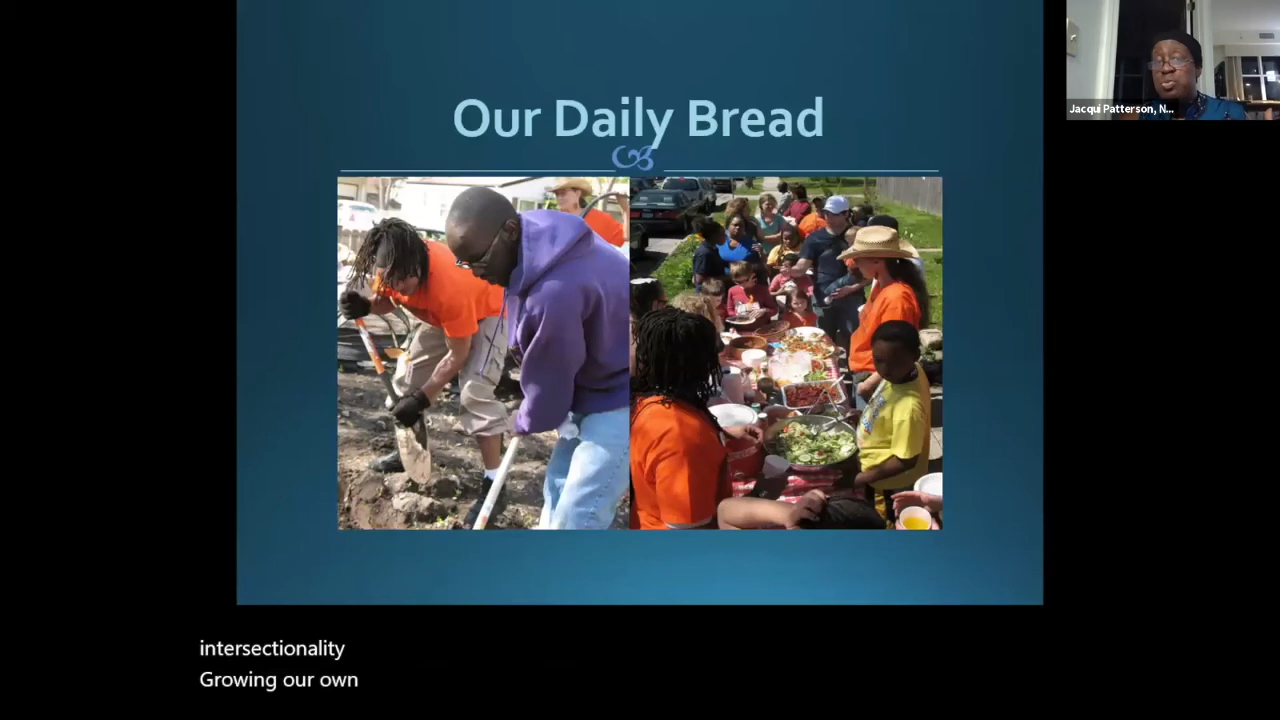 Our Daily Bread
Jacqui Patterson, N...
intersectionality
Growing our own